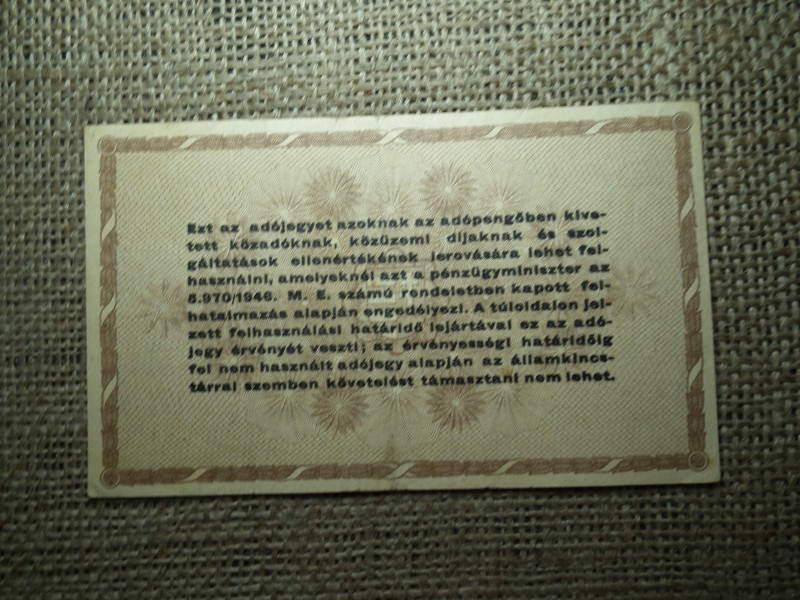 Ezt az adójegyet azoknak az adópengőben kive-
tett közadóknak, közüzemi díjaknak és szol-
gáltatások ellenértékének lerovására lehet fel-
használni, amelyeknél azt a pénzügyminiszter az
5.970/1946. M. E. számú rendeletben kapott fel-
hatalmazás alapján engedélyezi. A túloldalon jel-
zett felhasználási határidő lejártával ez az adó-
jegy érvényét veszti; az érvényességi határidőig
fel nem használt adójegy alapján az államkincs-
tárral szemben követelést támasztani nem lehet.